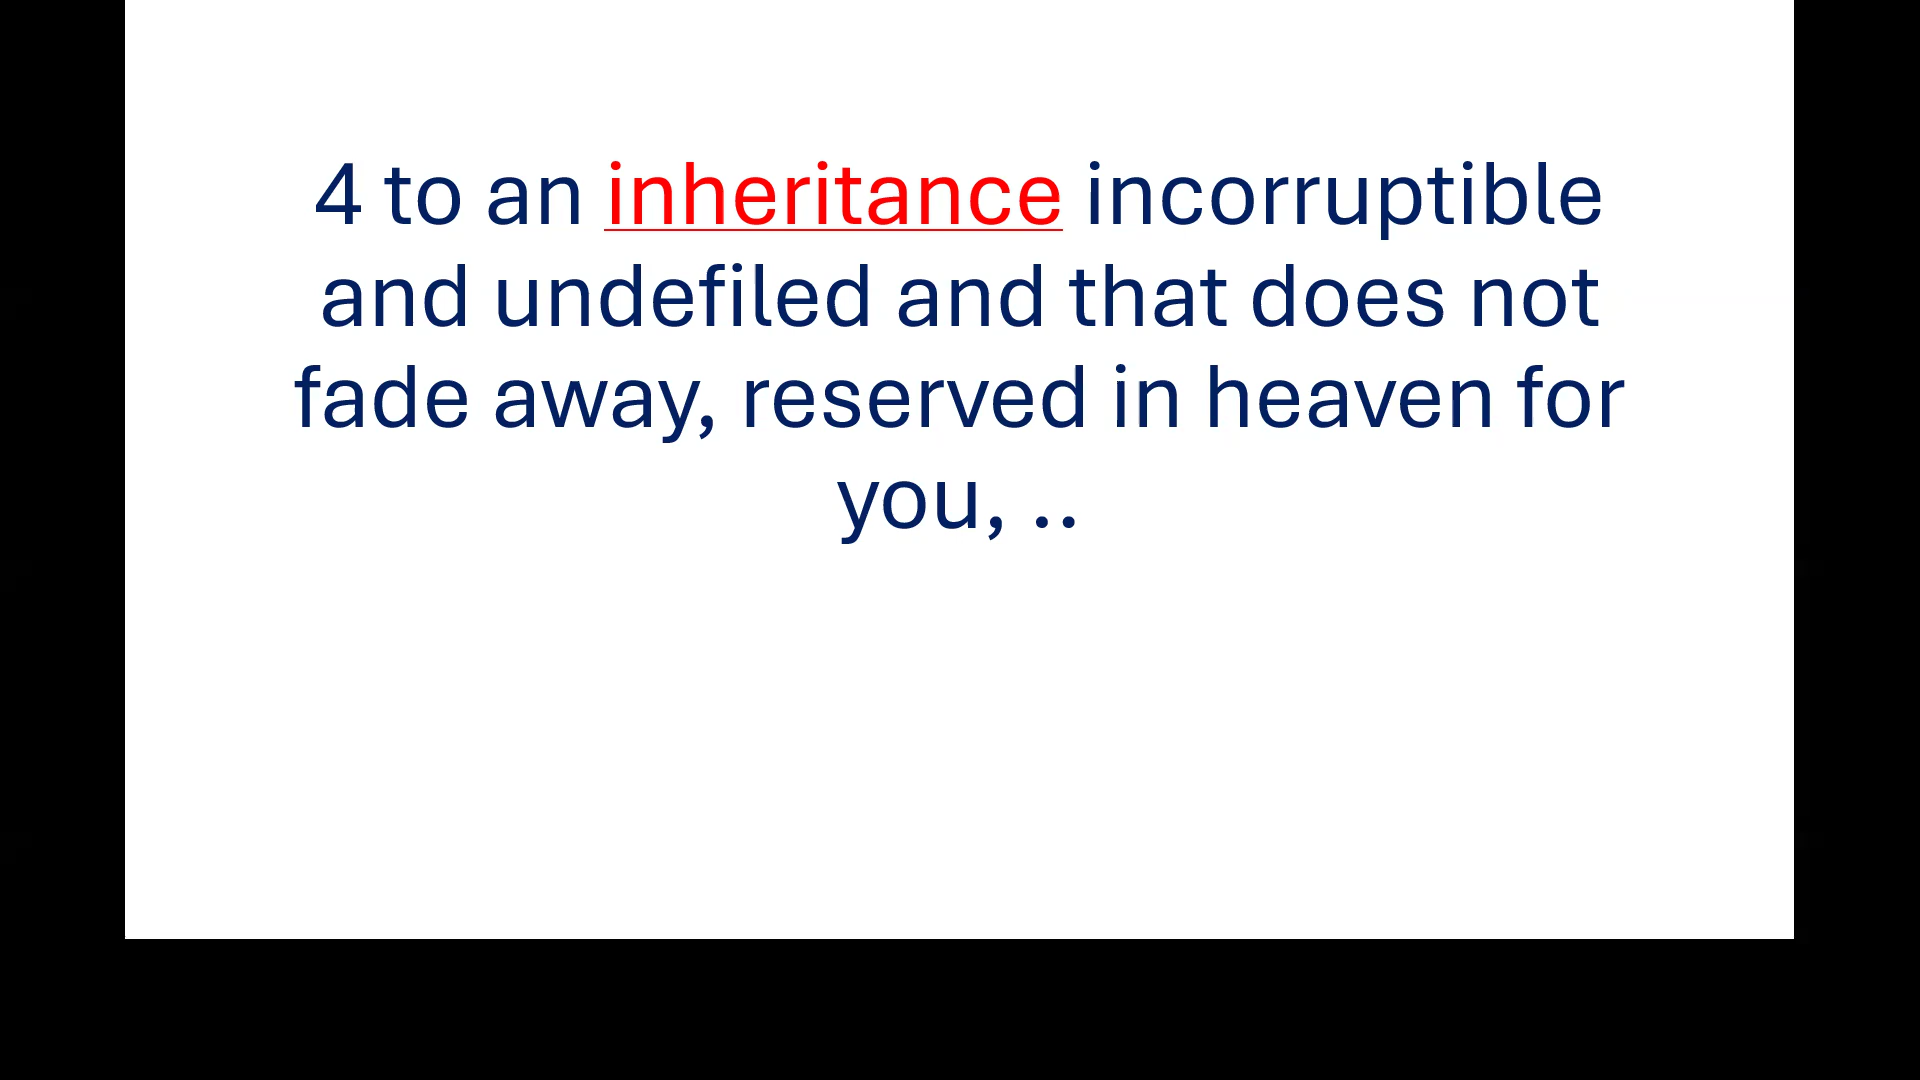 4 to an inheritance incorruptible
and undefiled and that does not
fade away, reserved in heaven for
you, ..